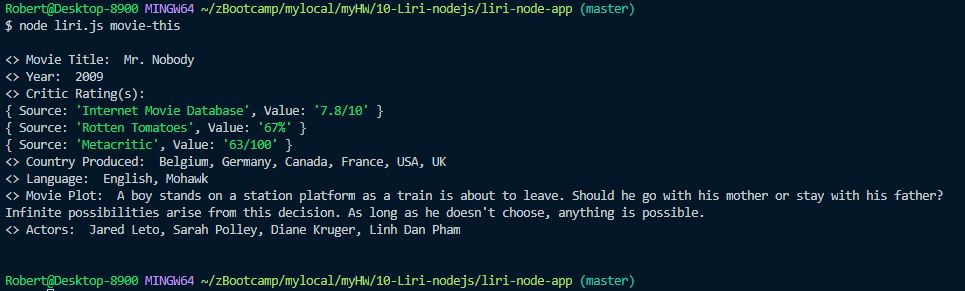 Robert@Desktop-8900 MINGW64 ~/zBootcamp/mylocal/myHW/10-Liri-nodejs/liri-node-app (master)
$ node liri.js movie-this
<> Movie Title:  Mr. Nobody
<> Year:  2009
<> Critic Rating(s):
{ Source: 'Internet Movie Database', Value: '7.8/10' }
{ Source: 'Rotten Tomatoes', Value: '67%' }
{ Source: 'Metacritic', Value: '63/100' }
<> Country Produced:  Belgium, Germany, Canada, France, USA, UK
<> Language:  English, Mohawk
<> Movie Plot:  A boy stands on a station platform as a train is about to leave. Should he go with his mother or stay with his father?
Infinite possibilities arise from this decision. As long as he doesn't choose, anything is possible.
<> Actors:  Jared Leto, Sarah Polley, Diane Kruger, Linh Dan Pham
Robert@Desktop-8900 MINGW64 ~/zBootcamp/mylocal/myHW/10-Liri-nodejs/liri-node-app (master)